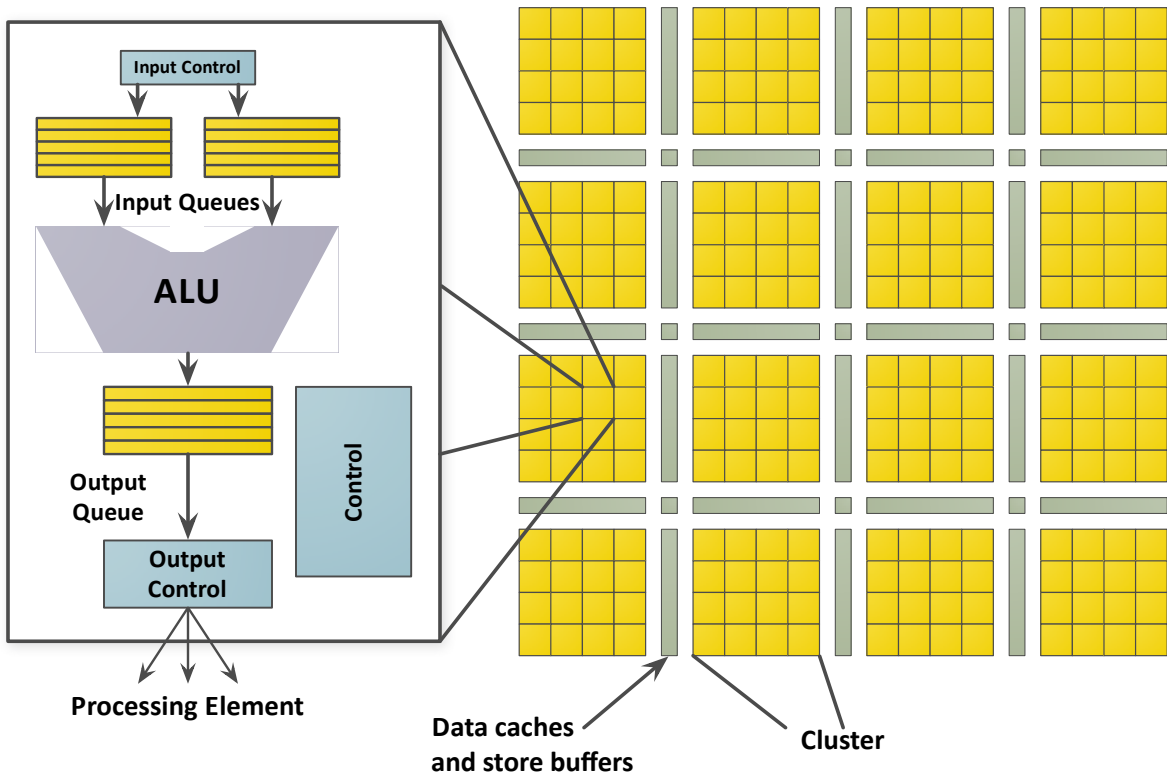 Input Control
Input Queues
ALU
Output
Queue
Control
Output
Control
Processing Element
Data caches
and store buffers
Cluster